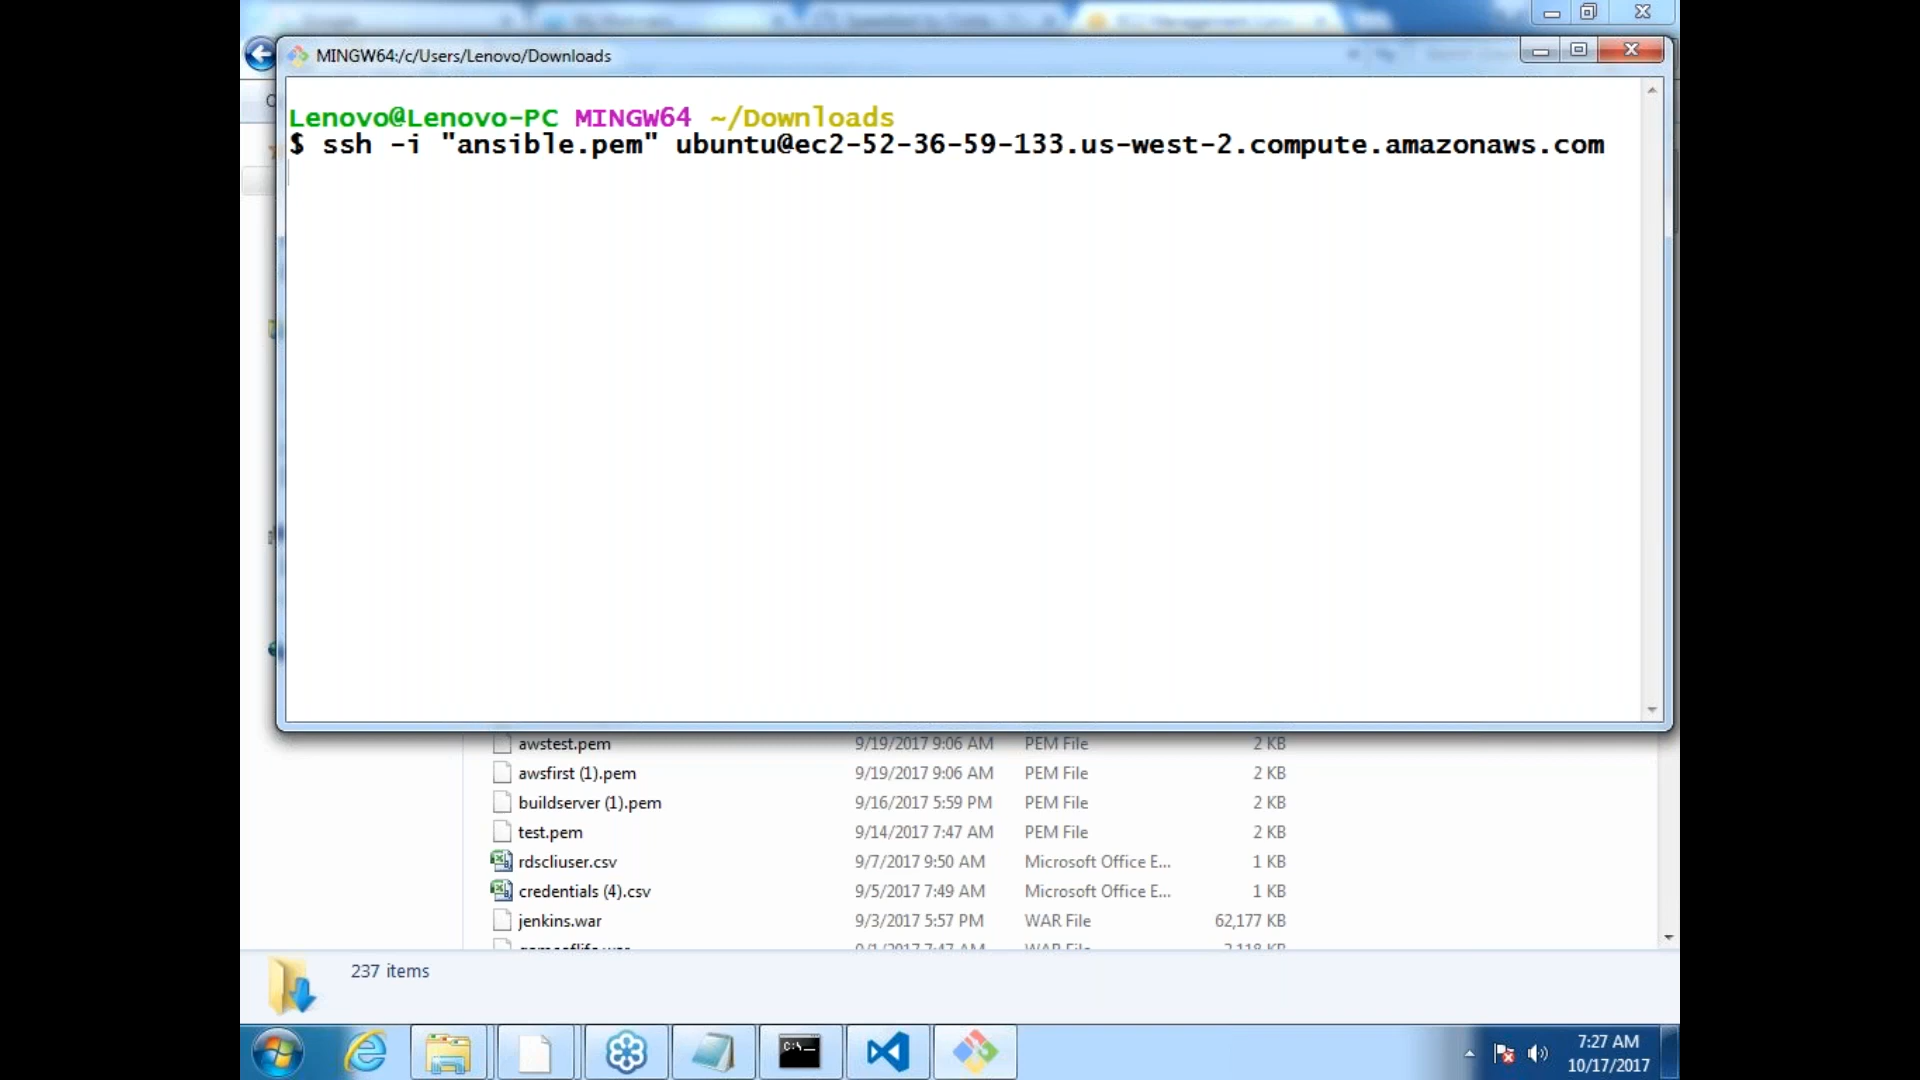 MINGW64:/c/Users/Lenovo/Downloads
Lenovo@Lenovo-PC MINGW64 ~/Downloads
$ ssh -i "ansible.pem" ubuntu@ec2-52-36-59-133.us-west-2.compute.amazonaws.com
awstest.pem 9/19/2017 9:06 AM PEM File 2 KB
awsfirst (1).pem 9/19/2017 9:06 AM PEM File 2 KB
buildserver (1).pem 9/16/2017 5:59 PM PEM File 2 KB
test.pem 9/14/2017 7:47 AM PEM File 2 KB
rdscliuser.csv 9/7/2017 9:50 AM Microsoft Office E... 1 KB
credentials (4).csv 9/5/2017 7:49 AM Microsoft Office E... 1 KB
jenkins.war 9/3/2017 5:57 PM WAR File 62,177 KB
237 items
C:\._
7:27 AM
10/17/2017